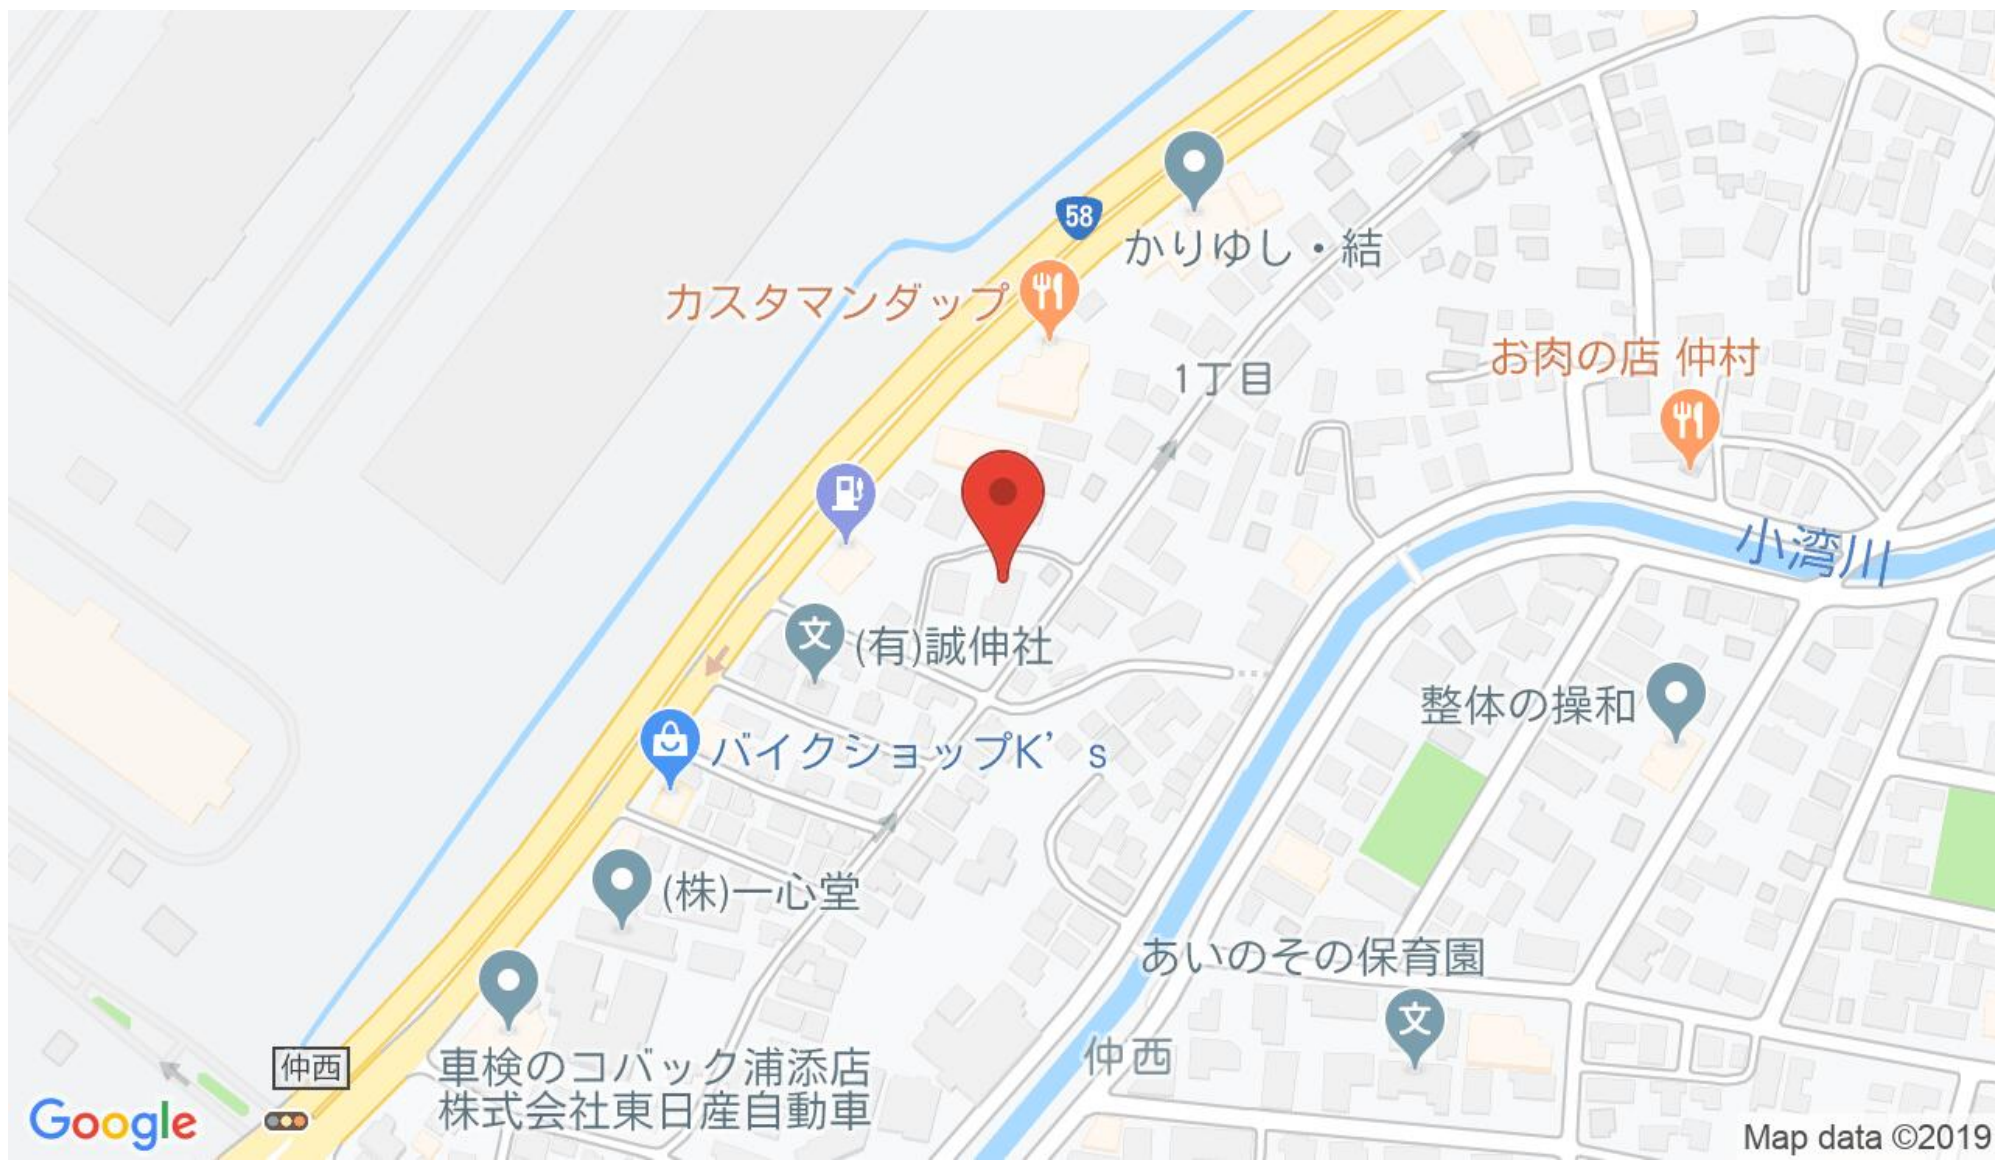 58
かりゆし・結
カスタマンダップ
1丁目
お肉の店 仲村
小湾川
文
(有)誠伸社
整体の操和
バイクショップK’s
(株)一心堂
あいのその保育園
文
仲西
仲西
車検のコバック浦添店
株式会社東日産自動車
Google
Map data ©2019